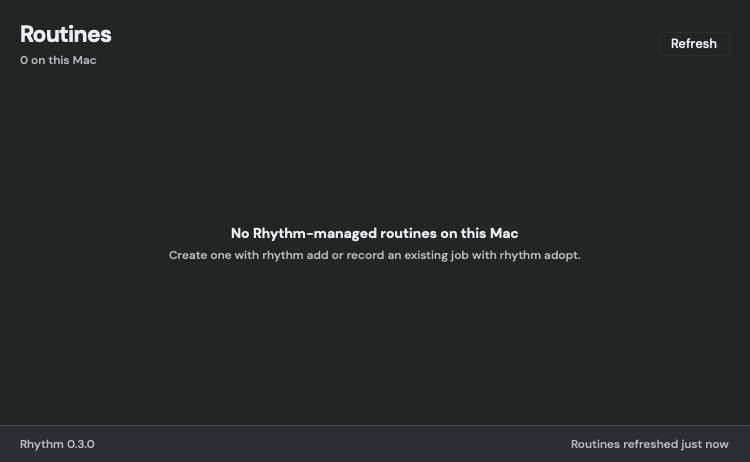 Routines
0 on this Mac
Refresh
No Rhythm-managed routines on this Mac
Create one with rhythm add or record an existing job with rhythm adopt.
Rhythm 0.3.0
Routines refreshed just now